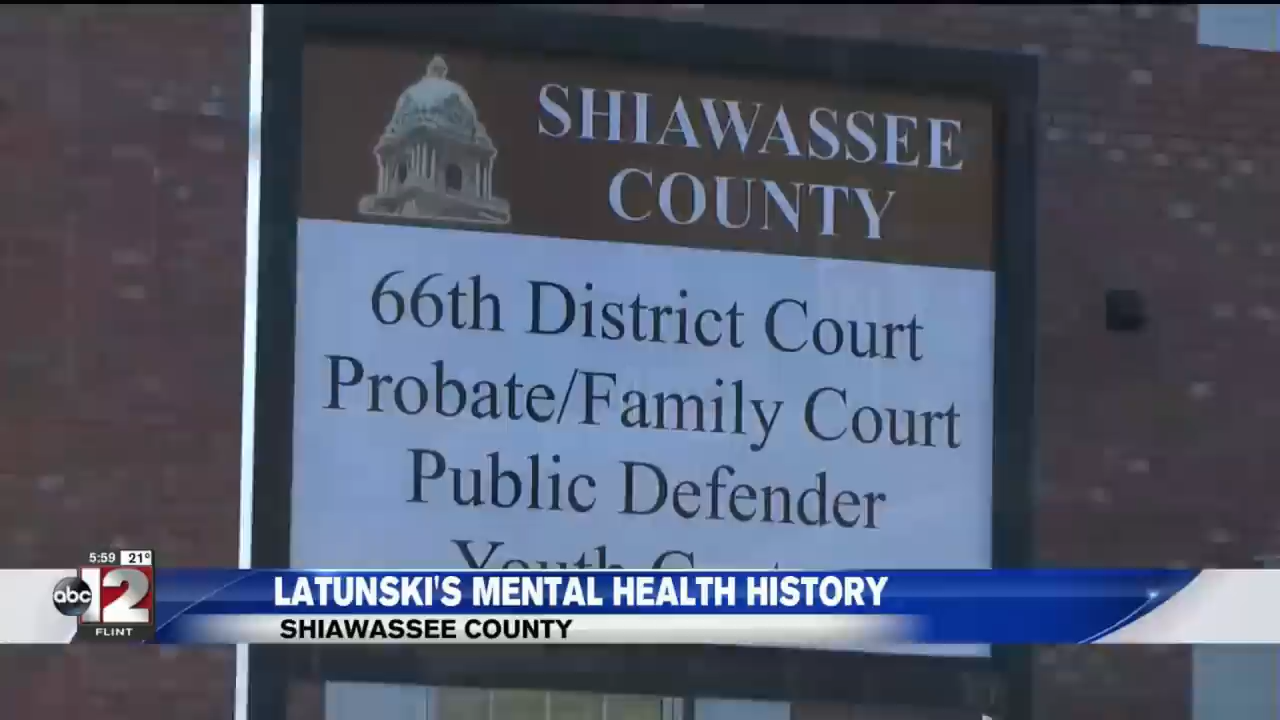 SHIAWASSEE
COUNTY
66th District Court
Probate/Family Court
Public Defender
Youth
5:59 21°
abc 12
FLINT
LATUNSKI'S MENTAL HEALTH HISTORY
SHIAWASSEE COUNTY